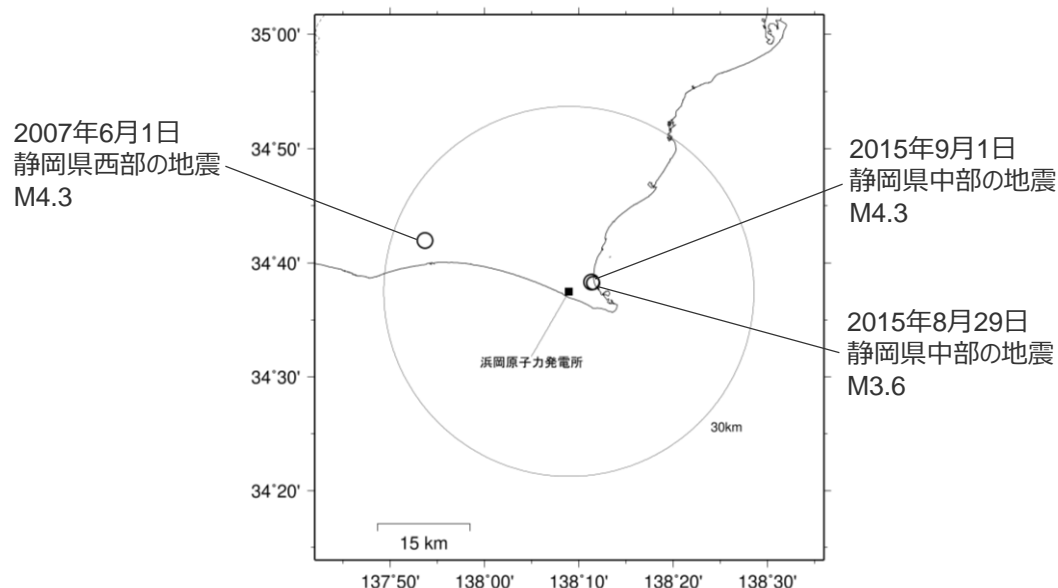 35°00'
34°50'
34°40'
34°30'
34°20'
2007年6月1日
静岡県西部の地震
M4.3
2015年9月1日
静岡県中部の地震
M4.3
2015年8月29日
静岡県中部の地震
M3.6
浜岡原子力発電所
30km
15 km
137°50'
138°00'
138°10'
138°20'
138°30'